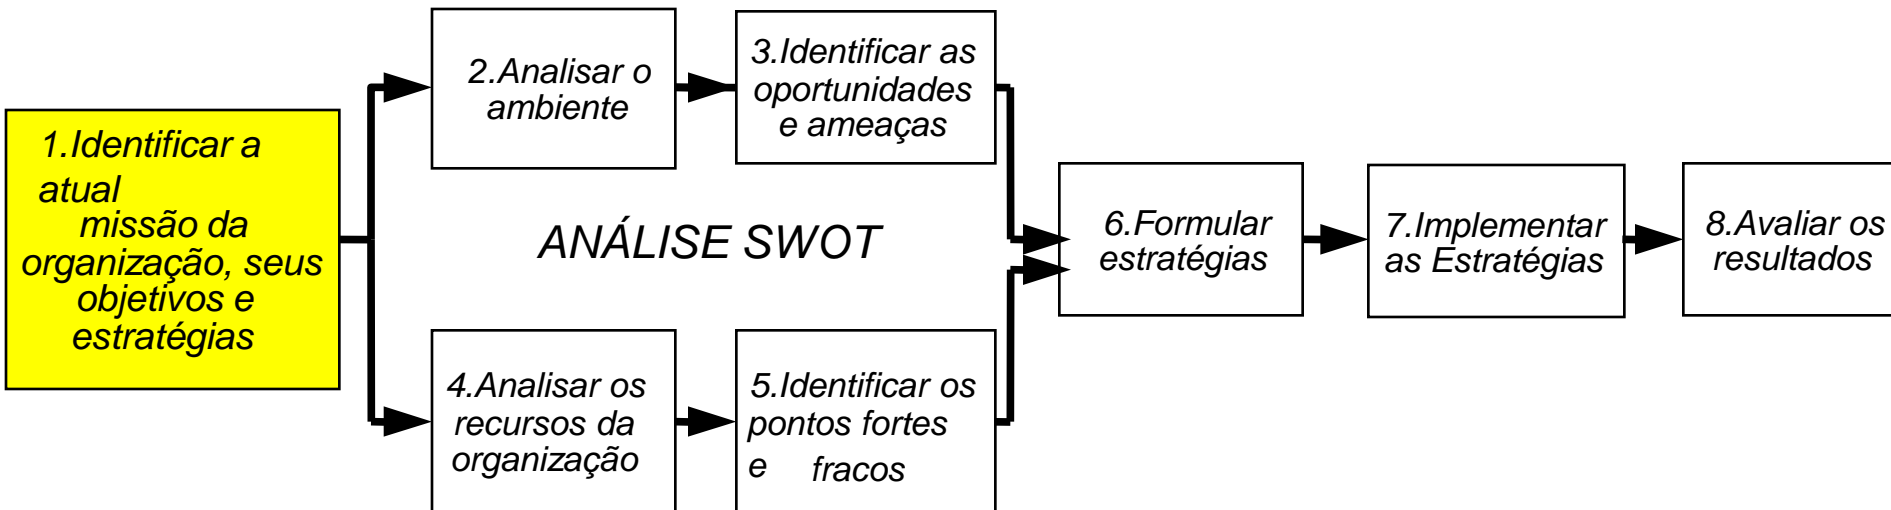 1.Identificar a
atual
missão da
organização, seus
objetivos e
estratégias
2.Analisar o
ambiente
3.Identificar as
oportunidades
e ameaças
ANÁLISE SWOT
4.Analisar os
recursos da
organização
5.Identificar os
pontos fortes
e fracos
6.Formular
estratégias
7.Implementar
as Estratégias
8.Avaliar os
resultados